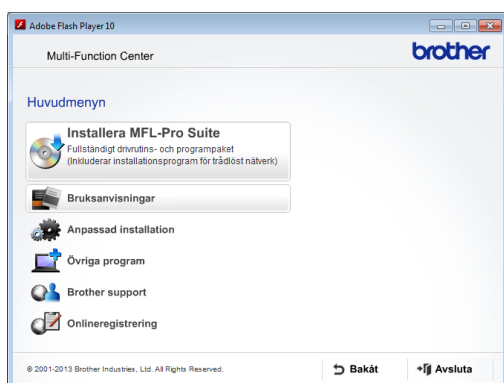 Adobe Flash Player 10
Multi-Function Center
brother
Huvudmenyn
Installera MFL-Pro Suite
Fullständigt drivrutins- och programpaket
(Inkluderar installationsprogram för trådlöst nätverk)
Bruksanvisningar
Anpassad installation
Övriga program
Brother support
Onlineregistrering
© 2001-2013 Brother Industries, Ltd. All Rights Reserved.
Bakåt
Avsluta